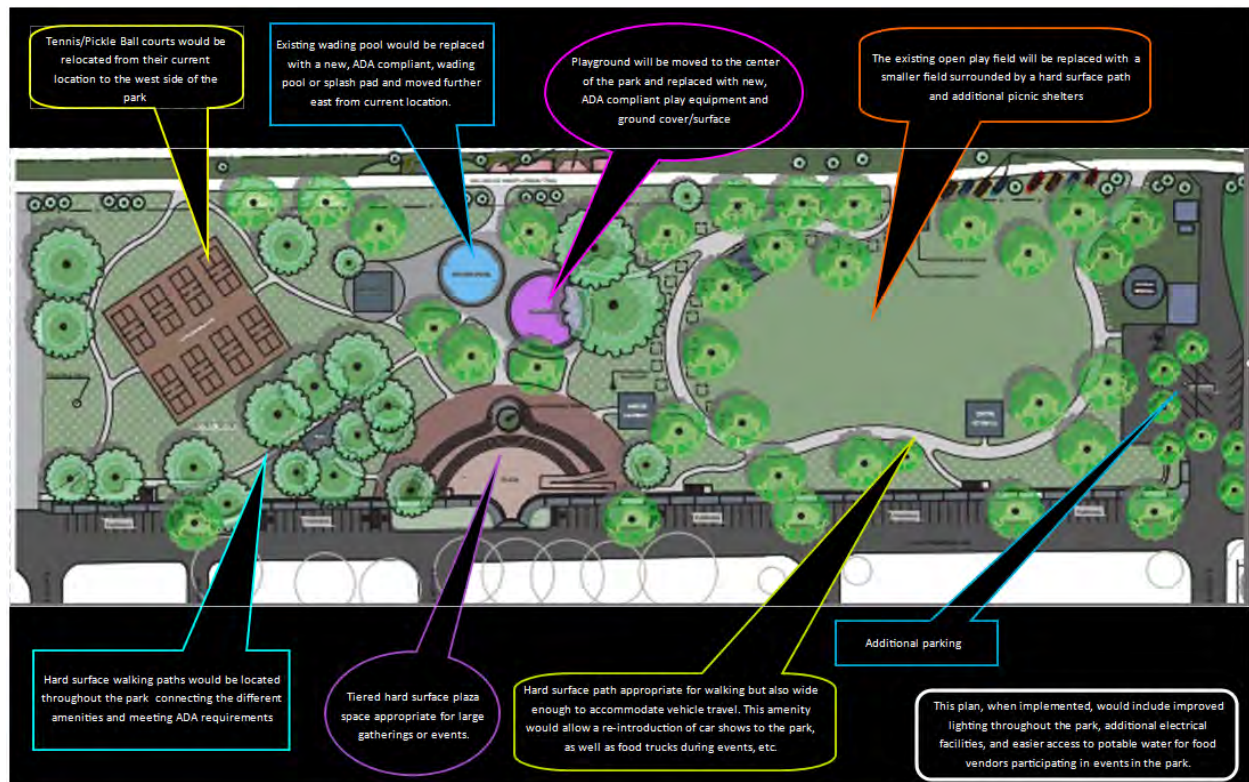 Tennis/Pickle Ball courts would be
relocated from their current
location to the west side of the
park
Existing wading pool would be replaced
with a new, ADA compliant, wading
pool or splash pad and moved further
east from current location.
Playground will be moved to the center
of the park and replaced with new,
ADA compliant play equipment and
ground cover/surface
The existing open play field will be replaced with a
smaller field surrounded by a hard surface path
and additional picnic shelters
PLAZA
Hard surface walking paths would be located
throughout the park connecting the different
amenities and meeting ADA requirements
Tiered hard surface plaza
space appropriate for large
gatherings or events.
Hard surface path appropriate for walking but also wide
enough to accommodate vehicle travel. This amenity
would allow a re-introduction of car shows to the park,
as well as food trucks during events, etc.
Additional parking
This plan, when implemented, would include improved
lighting throughout the park, additional electrical
facilities, and easier access to potable water for food
vendors participating in events in the park.